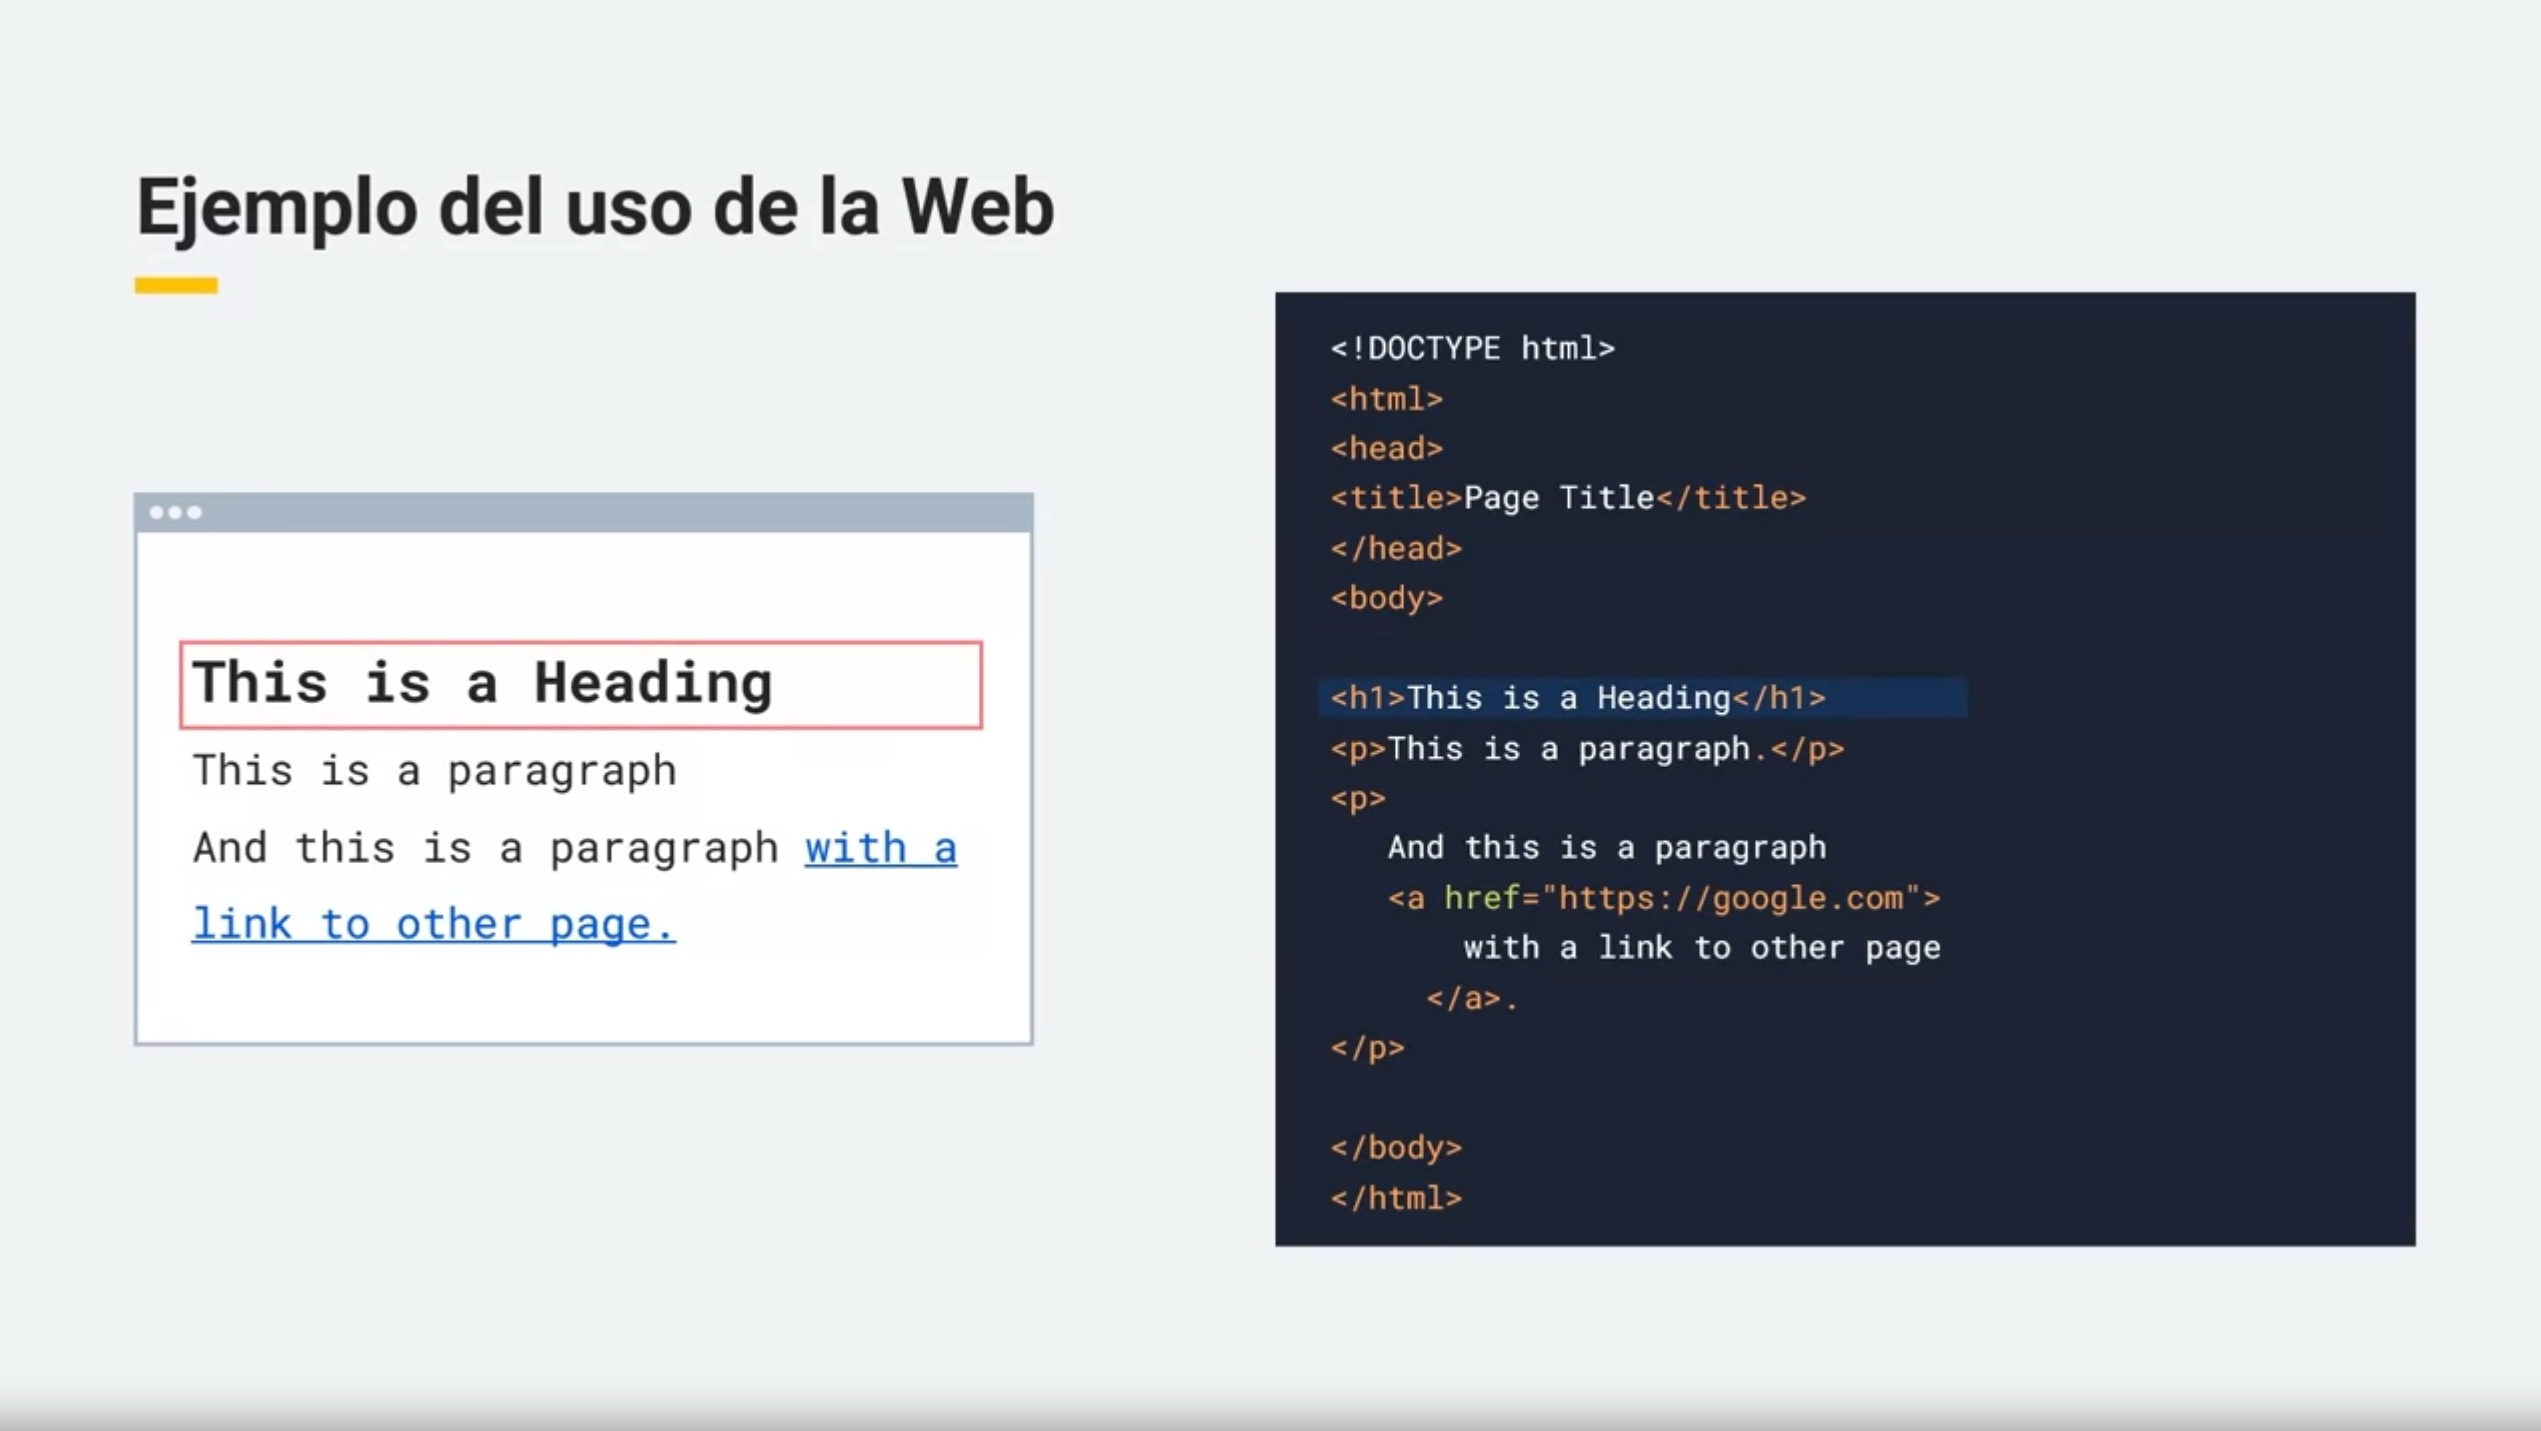 Ejemplo del uso de la Web
This is a Heading
This is a paragraph
And this is a paragraph with a
link to other page.
<!DOCTYPE html>
<html>
<head>
<title>Page Title</title>
</head>
<body>
<h1>This is a Heading</h1>
<p>This is a paragraph.</p>
<p>
And this is a paragraph
<a href="https://google.com">
with a link to other page
</a>.
</p>
</body>
</html>